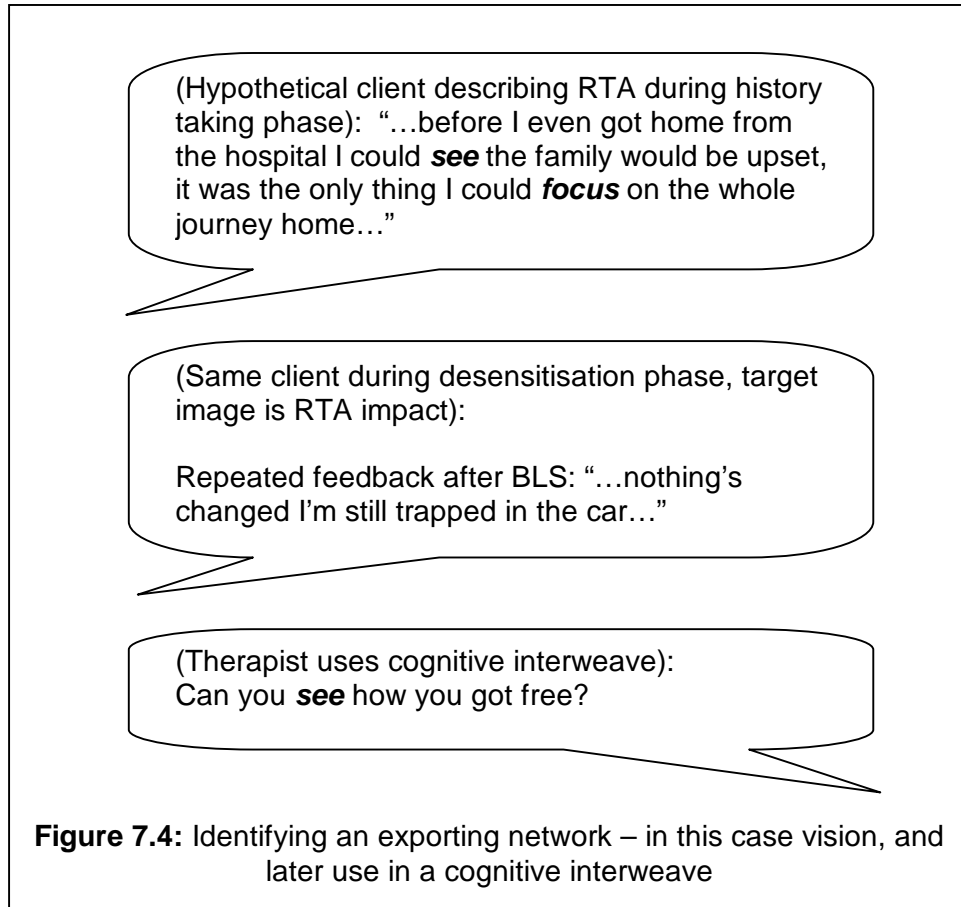 (Hypothetical client describing RTA during history
taking phase): “…before I even got home from
the hospital I could see the family would be upset,
it was the only thing I could focus on the whole
journey home…”
(Same client during desensitisation phase, target
image is RTA impact):
Repeated feedback after BLS: “…nothing’s
changed I’m still trapped in the car…”
(Therapist uses cognitive interweave):
Can you see how you got free?
Figure 7.4: Identifying an exporting network – in this case vision, and
later use in a cognitive interweave